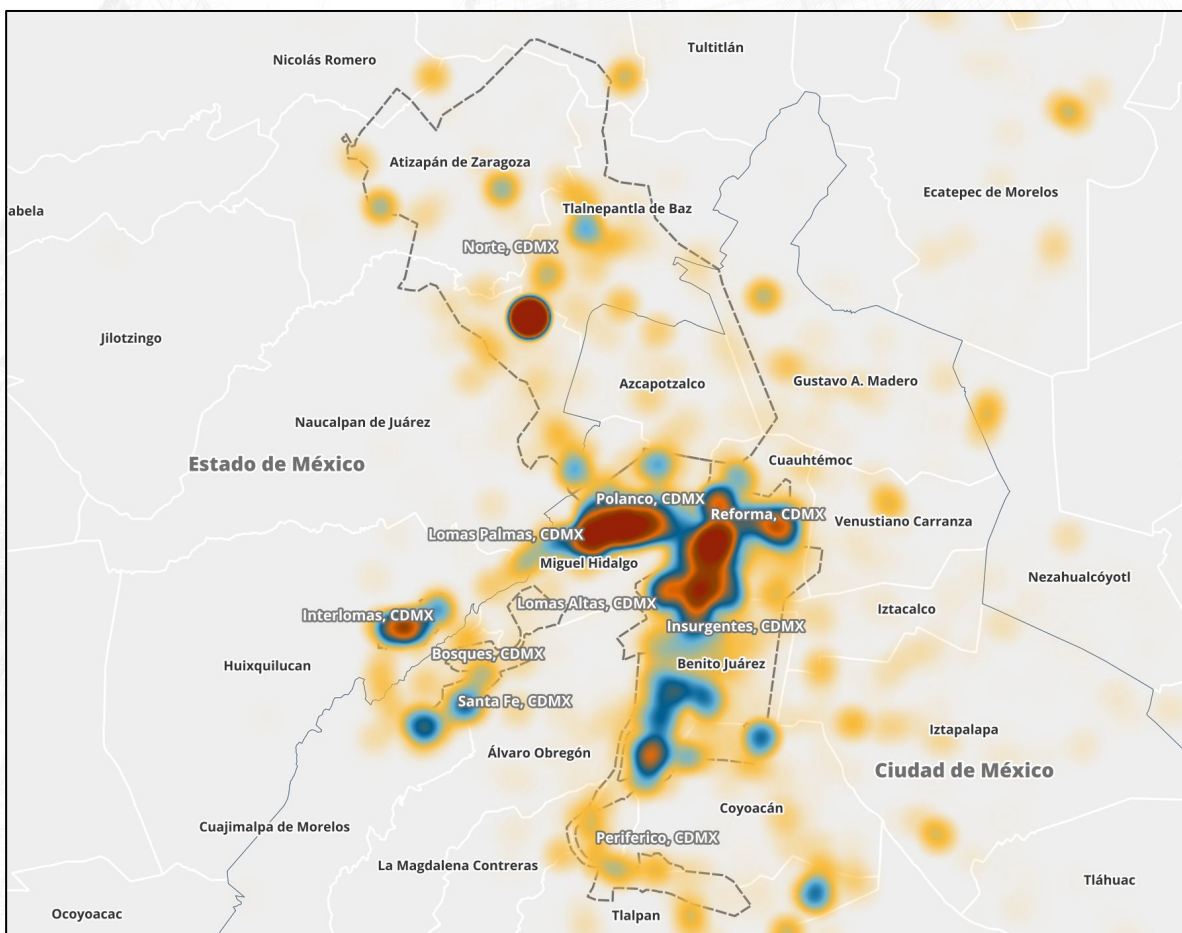 Tultitlán
Nicolás Romero
Atizapán de Zaragoza
Ecatepec de Morelos
abela
Tlalnepantla de Baz
Norte, CDMX
Jilotzingo
Azcapotzalco
Gustavo A. Madero
Naucalpan de Juárez
Estado de México
Cuauhtémoc
Polanco, CDMX
Reforma, CDMX
Venustiano Carranza
Lomas Palmas, CDMX
Miguel Hidalgo
Nezahualcóyotl
Lomas Altas, CDMX
Iztacalco
Interlomas, CDMX
Insurgentes, CDMX
Bosques, CDMX
Huixquilucan
Benito Juárez
Santa Fe, CDMX
Iztapalapa
Álvaro Obregón
Ciudad de México
Coyoacán
Cuajimalpa de Morelos
Periferico, CDMX
La Magdalena Contreras
Tláhuac
Ocoyoacac
Tlalpan